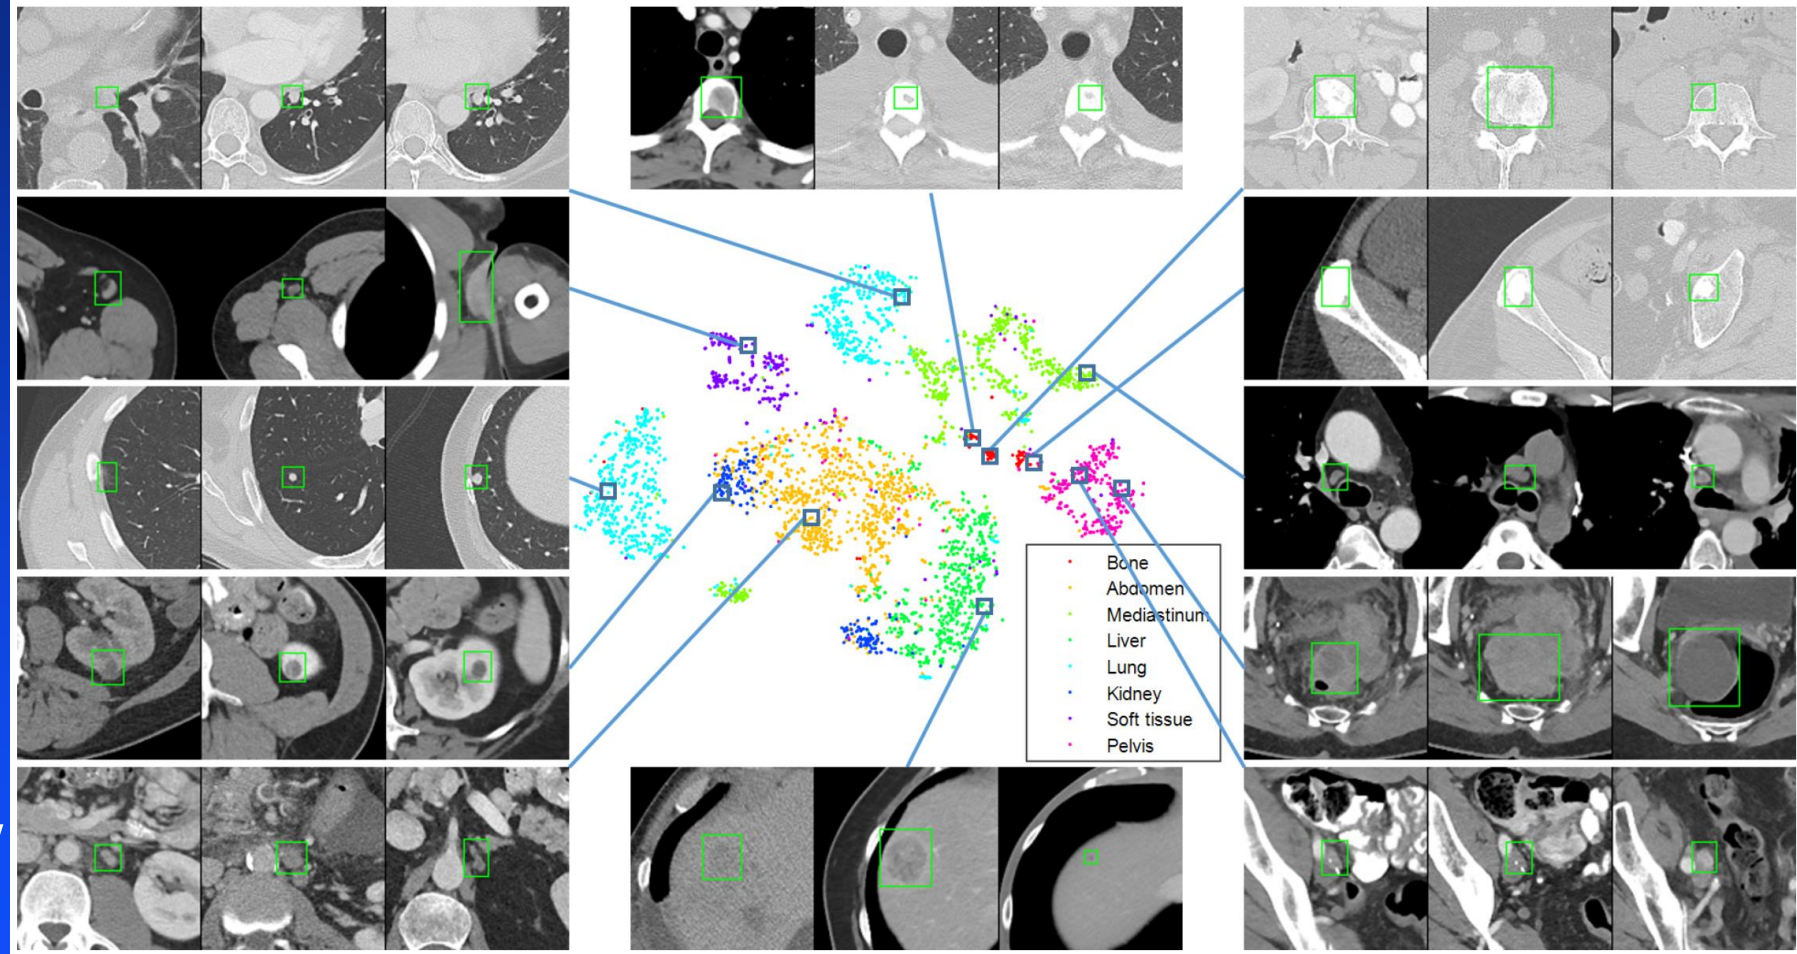 Bone
Abdomen
Mediastinum
Liver
Lung
Kidney
Soft tissue
Pelvis